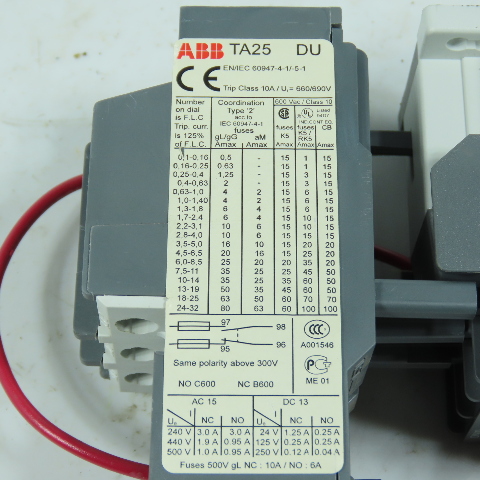 ABB TA25 DU
EN/IEC 60947-4-1/-5-1
CE Trip Class 10A / Ui = 660/690V
Number on dial is F.L.C Trip. curr. is 125% of F.L.C.
Coordination Type '2' acc to IEC 60947-4-1 fuses
600 Vac / Class 10
gL/gG aM fuses K5 fuses K5 / RK5 CB
Amax Amax Amax Amax Amax
0,1-0,16 0,5 - 15 1 15
0,16-0,25 0,63 - 15 1 15
0,25-0,4 1,25 - 15 3 15
0,4-0,63 2 - 15 3 15
0,63-1,0 4 2 15 6 15
1,0-1,40 4 2 15 6 15
1,3-1,8 6 4 15 6 15
1,7-2,4 6 4 15 10 15
2,2-3,1 10 6 15 10 15
2,8-4,0 10 6 15 15 15
3,5-5,0 16 10 15 20 20
4,5-6,5 20 16 15 25 20
6,0-8,5 25 20 20 35 20
7,5-11 35 25 25 45 50
10-14 35 25 35 60 50
13-19 50 35 45 60 50
18-25 63 50 60 70 70
24-32 80 63 60 100 100
97 98
95 96
Same polarity above 300V
NO C600 NC B600
CCC
A001546
ME 01
AC 15 DC 13
Ue I NC NO Ue I NC NO
240 V 3.0 A 3.0 A 24 V 1.25 A 0.25 A
440 V 1.9 A 0.95 A 125 V 0.25 A 0.25 A
500 V 1.0 A 0.95 A 250 V 0.12 A 0.04 A
Fuses 500V gL NC : 10A / NO : 6A